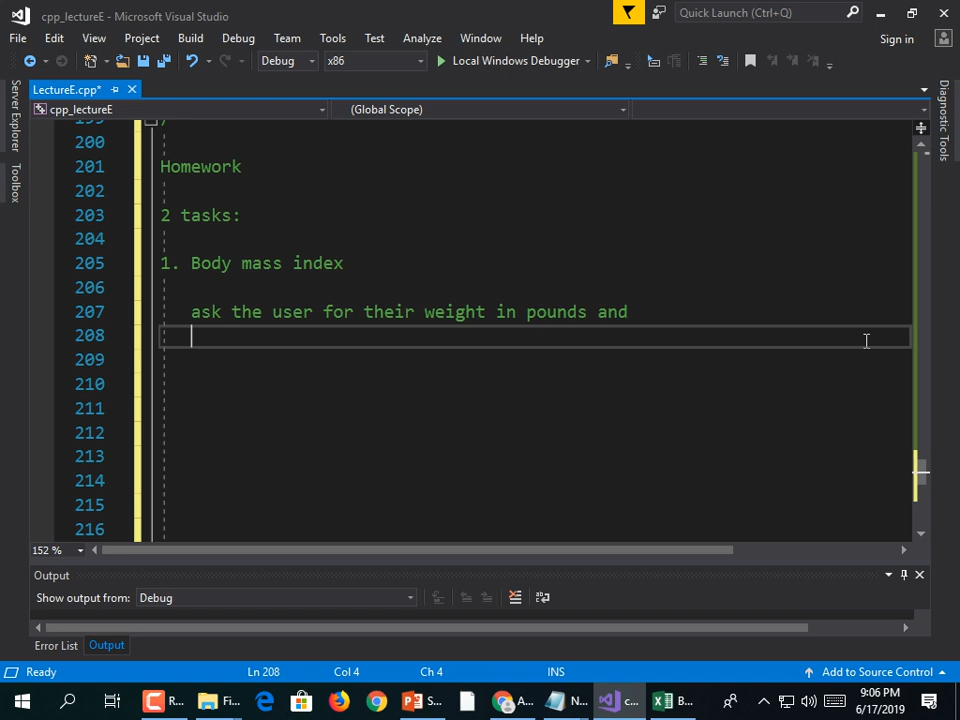 cpp_lectureE - Microsoft Visual Studio
Quick Launch (Ctrl+Q)
File Edit View Project Build Debug Team Tools Test Analyze Window Help
Sign in
Debug x86 Local Windows Debugger
LectureE.cpp*
cpp_lectureE (Global Scope)
Server Explorer
Toolbox
Diagnostic Tools
200
201 Homework
202
203 2 tasks:
204
205 1. Body mass index
206
207 ask the user for their weight in pounds and
208
209
210
211
212
213
214
215
216
152 %
Output
Show output from: Debug
Error List Output
Ready Ln 208 Col 4 Ch 4 INS Add to Source Control
R... Fi... S... A... N... c... B...
9:06 PM
6/17/2019